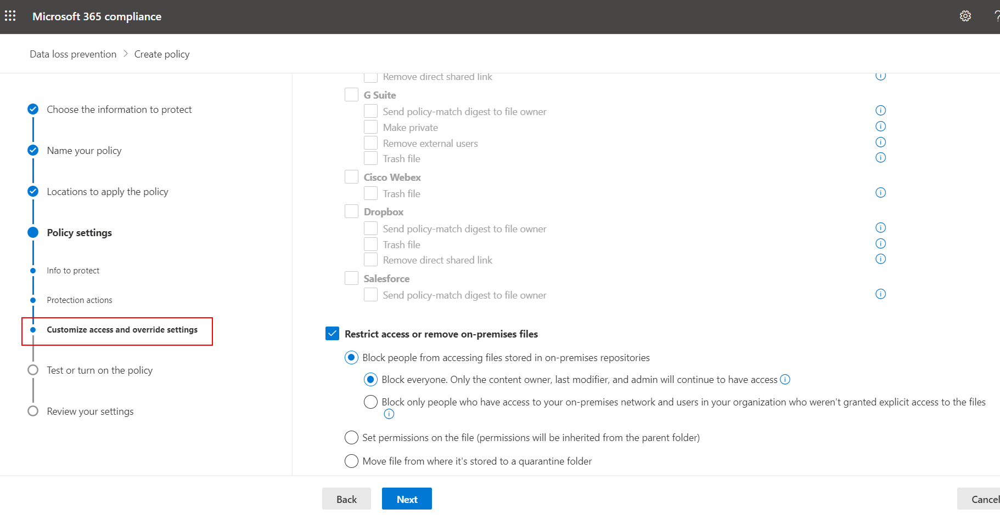 Microsoft 365 compliance
?
Data loss prevention > Create policy
Choose the information to protect
Name your policy
Locations to apply the policy
Policy settings
Info to protect
Protection actions
Customize access and override settings
Test or turn on the policy
Review your settings
Remove direct shared link
G Suite
Send policy-match digest to file owner
Make private
Remove external users
Trash file
Cisco Webex
Trash file
Dropbox
Send policy-match digest to file owner
Trash file
Remove direct shared link
Salesforce
Send policy-match digest to file owner
Restrict access or remove on-premises files
Block people from accessing files stored in on-premises repositories
Block everyone. Only the content owner, last modifier, and admin will continue to have access
Block only people who have access to your on-premises network and users in your organization who weren't granted explicit access to the files
Set permissions on the file (permissions will be inherited from the parent folder)
Move file from where it's stored to a quarantine folder
Back
Next
Cancel